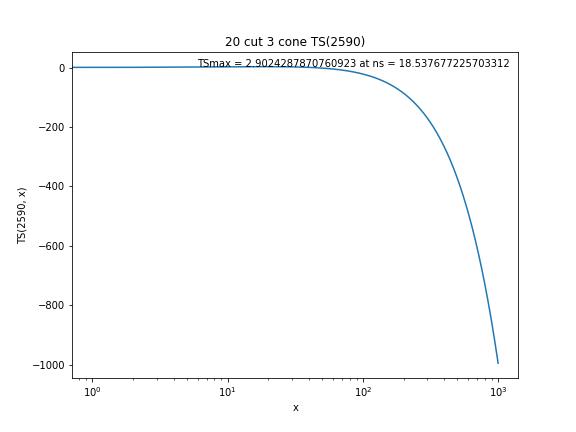 20 cut 3 cone TS(2590)
TSmax = 2.9024287870760923 at ns = 18.537677225703312
0
−200
−400
−600
−800
−1000
TS(2590, x)
10⁰
10¹
10²
10³
x